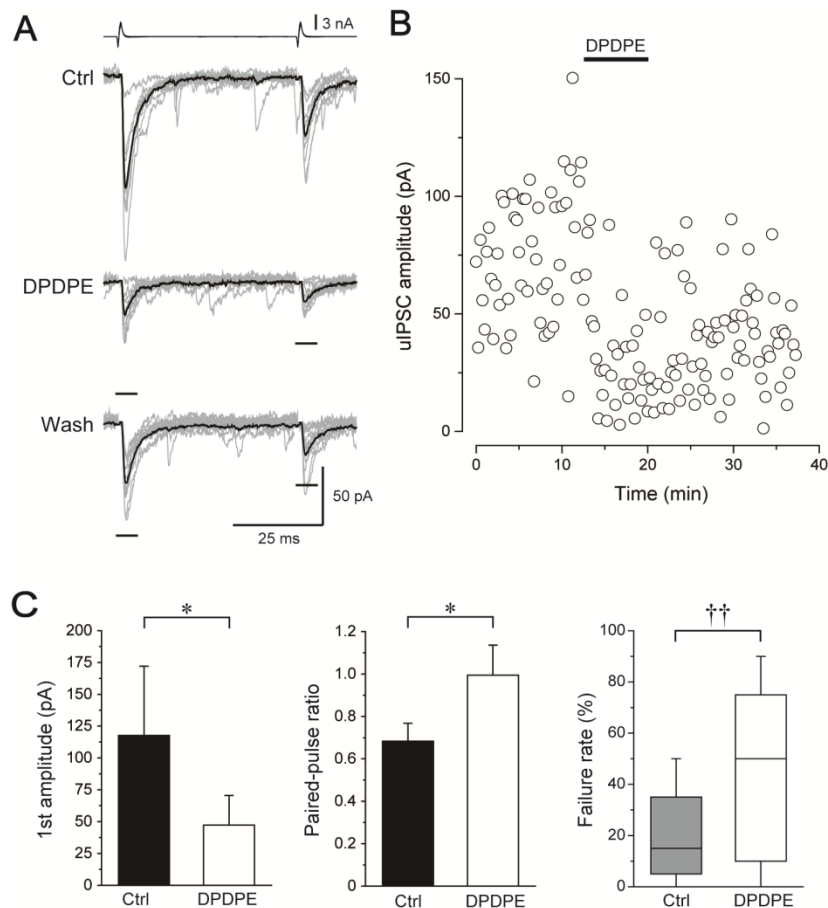 A
3 nA
Ctrl
DPDPE
Wash
50 pA
25 ms
B
DPDPE
uIPSC amplitude (pA)
150
100
50
0
0 10 20 30 40
Time (min)
C
*
1st amplitude (pA)
200
175
150
125
100
75
50
25
0
Ctrl DPDPE
*
Paired-pulse ratio
1.2
1.0
0.8
0.6
0.4
0.2
0
Ctrl DPDPE
††
Failure rate (%)
100
80
60
40
20
0
Ctrl DPDPE